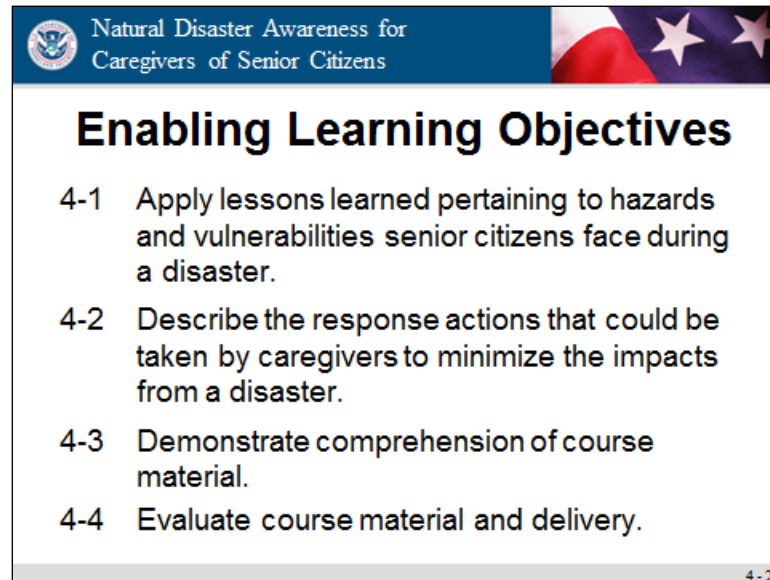 Natural Disaster Awareness for
Caregivers of Senior Citizens
Enabling Learning Objectives
4-1 Apply lessons learned pertaining to hazards
and vulnerabilities senior citizens face during
a disaster.
4-2 Describe the response actions that could be
taken by caregivers to minimize the impacts
from a disaster.
4-3 Demonstrate comprehension of course
material.
4-4 Evaluate course material and delivery.